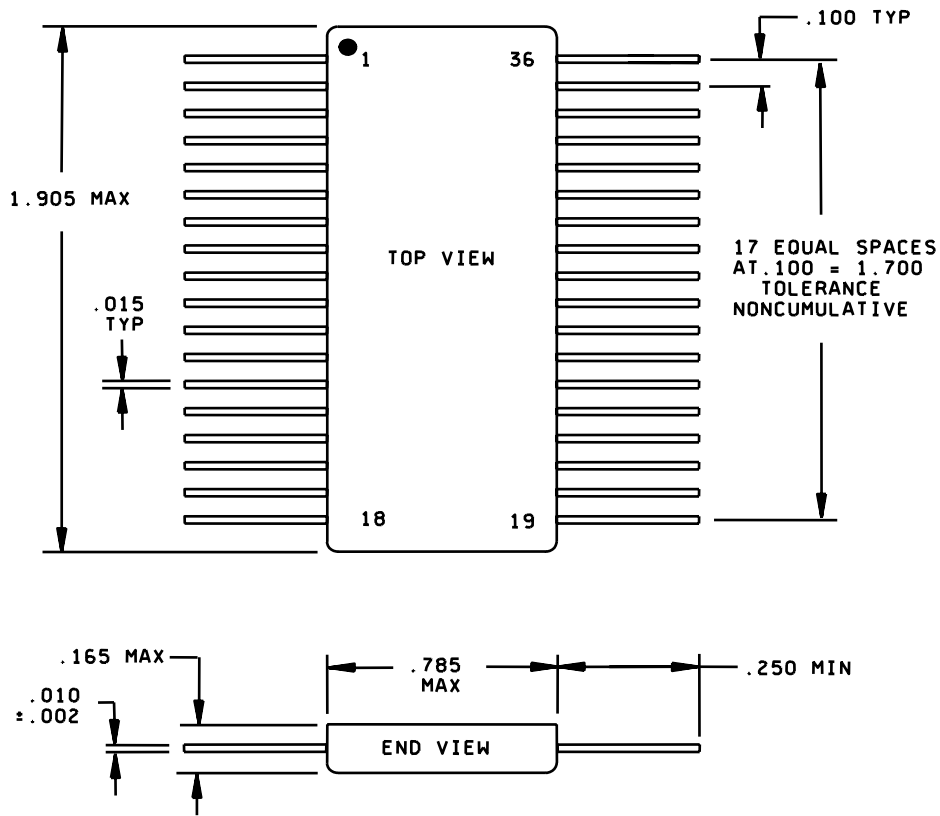 .100 TYP
1
36
1.905 MAX
17 EQUAL SPACES
AT.100 = 1.700
TOLERANCE
NONCUMULATIVE
TOP VIEW
.015
TYP
18
19
.165 MAX
.785
MAX
.250 MIN
.010
±.002
END VIEW